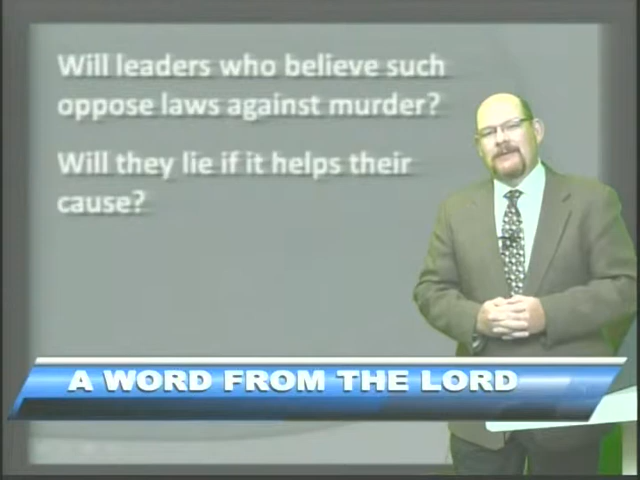 Will leaders who believe such
oppose laws against murder?
Will they lie if it helps their
cause?
A WORD FROM THE LORD